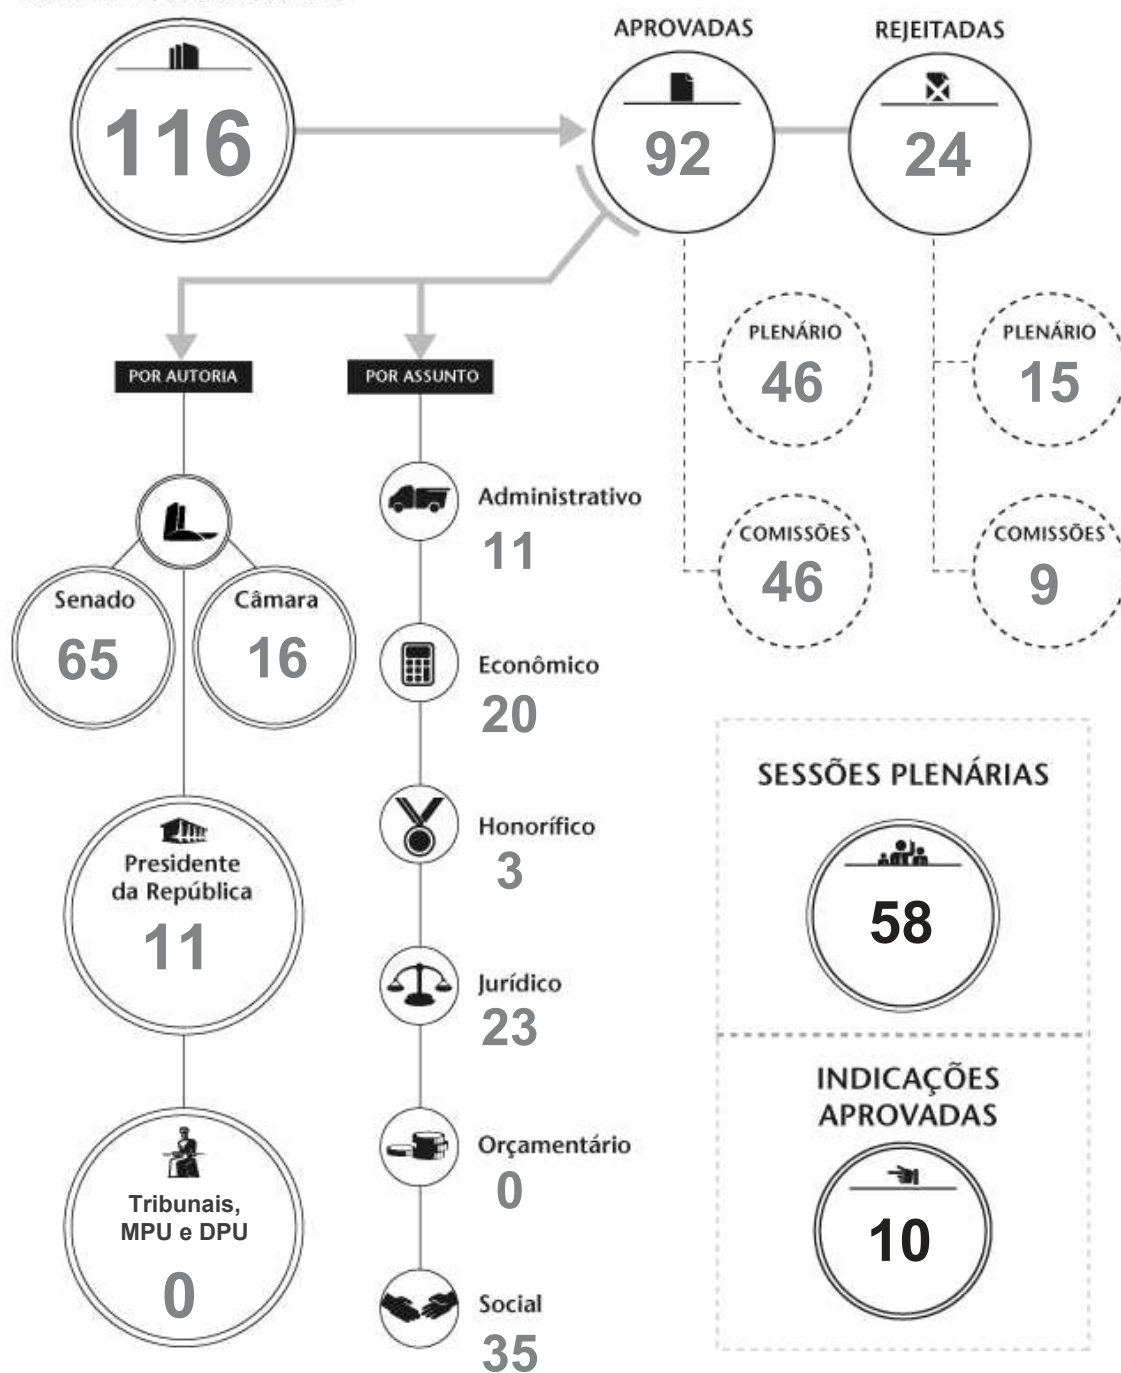 116
APROVADAS
92
REJEITADAS
24
PLENÁRIO
46
PLENÁRIO
15
COMISSÕES
46
COMISSÕES
9
POR AUTORIA
Senado
65
Câmara
16
Presidente
da República
11
Tribunais,
MPU e DPU
0
POR ASSUNTO
Administrativo
11
Econômico
20
Honorífico
3
Jurídico
23
Orçamentário
0
Social
35
SESSÕES PLENÁRIAS
58
INDICAÇÕES
APROVADAS
10